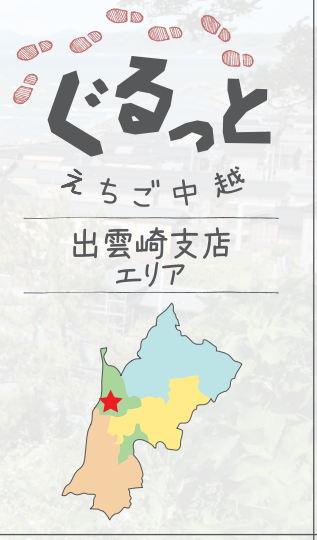 ぐるっと
えちご中越
出雲崎支店
エリア